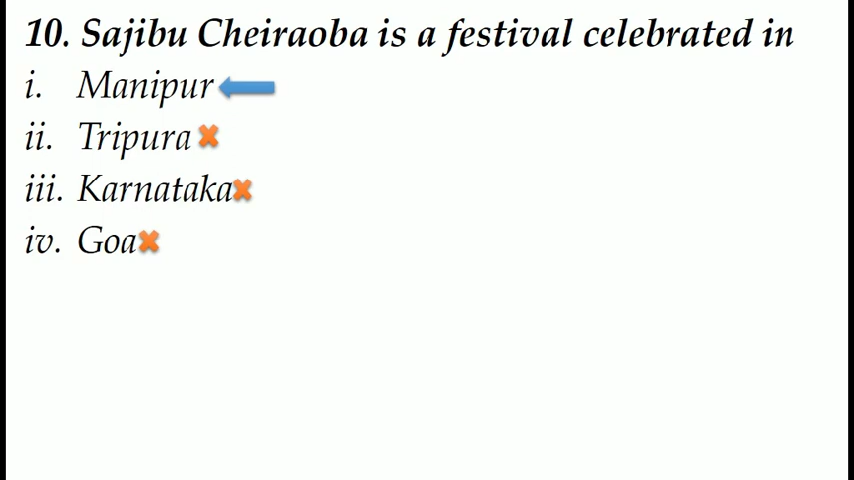 10. Sajibu Cheiraoba is a festival celebrated in
i. Manipur
ii. Tripura
iii. Karnataka
iv. Goa